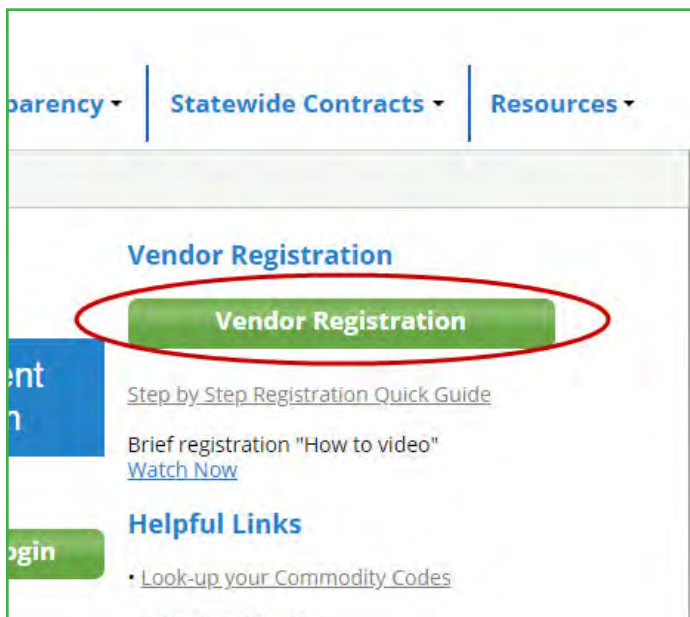 Statewide Contracts
Resources
Vendor Registration
Vendor Registration
Step by Step Registration Quick Guide
Brief registration "How to video"
Watch Now
Helpful Links
• Look-up your Commodity Codes